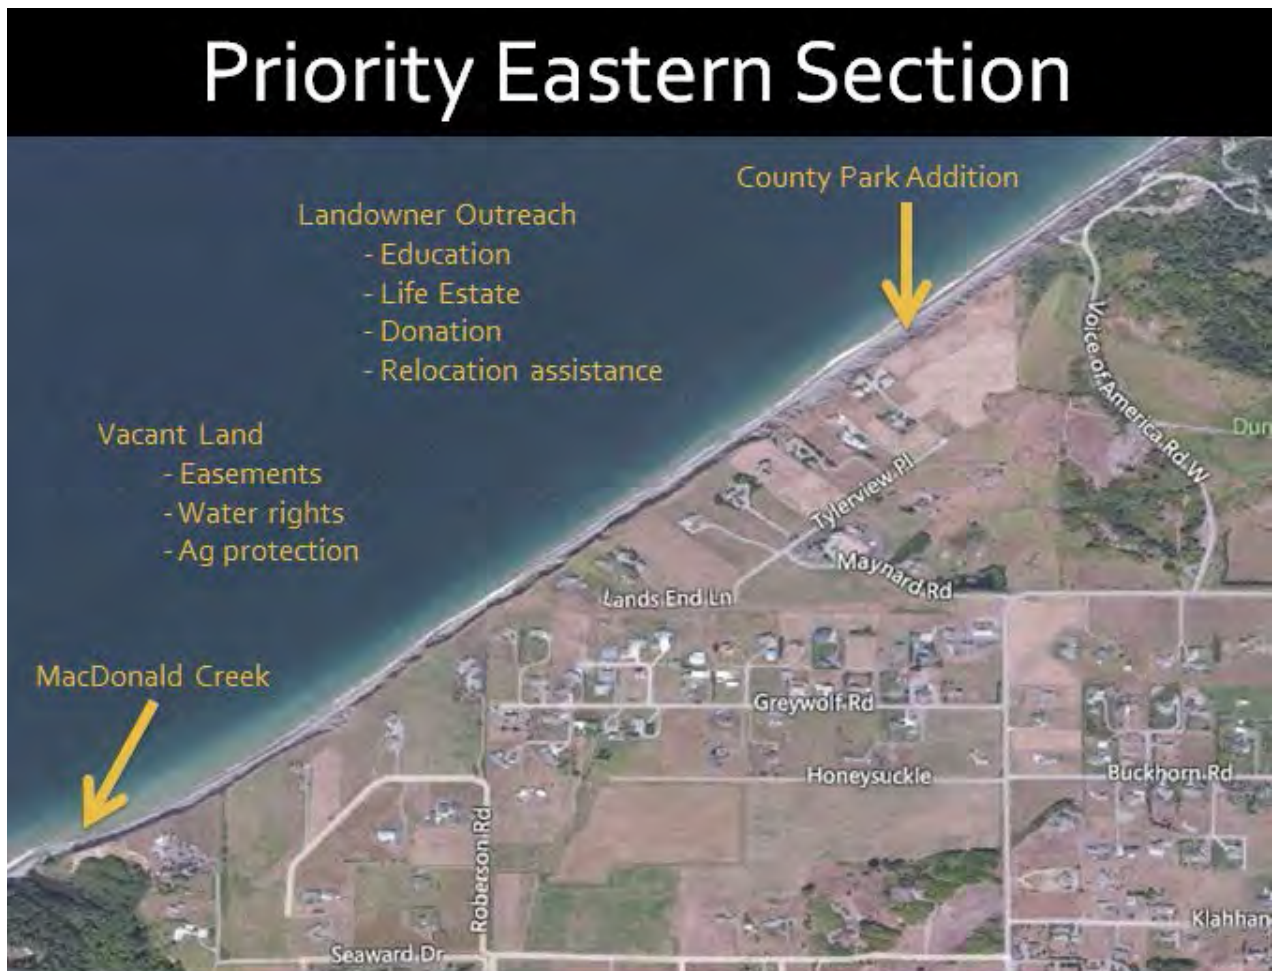 Priority Eastern Section
County Park Addition
Landowner Outreach
- Education
- Life Estate
- Donation
- Relocation assistance
Vacant Land
- Easements
- Water rights
- Ag protection
MacDonald Creek
Voice of America Rd W
Dun
Tylerview Pl
Maynard Rd
Lands End Ln
Greywolf Rd
Honeysuckle
Buckhorn Rd
Roberson Rd
Klahhan
Seaward Dr